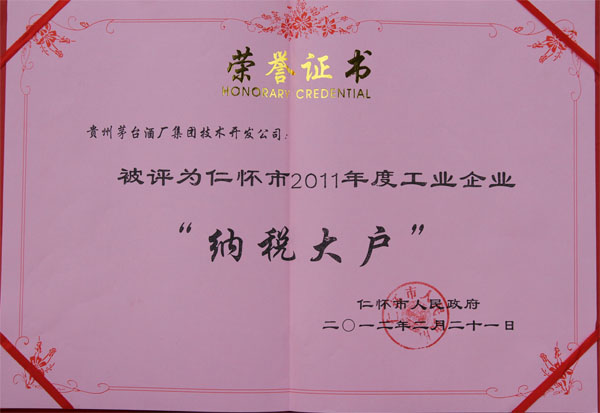 荣誉证书
HONORARY CREDENTIAL
贵州茅台酒厂集团技术开发公司：
被评为仁怀市2011年度工业企业
“纳税大户”
仁怀市人民政府
二〇一二年二月二十一日